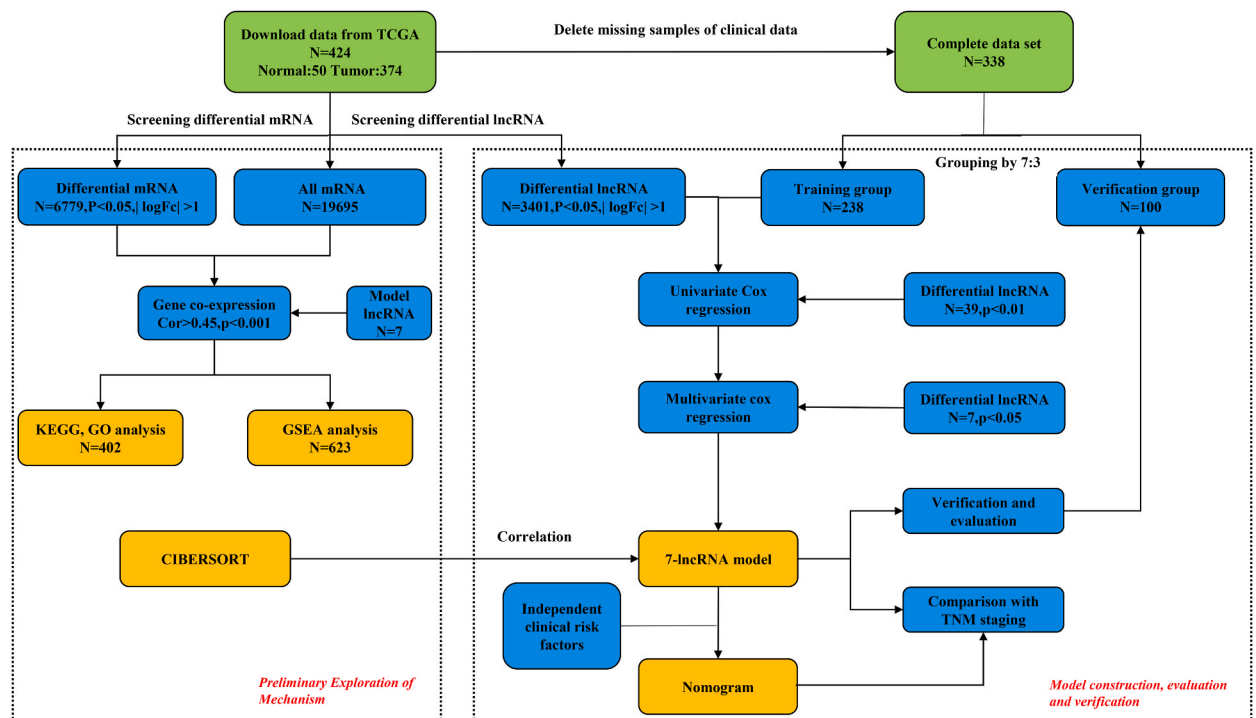 Download data from TCGA
N=424
Normal:50 Tumor:374
Delete missing samples of clinical data
Complete data set
N=338
Screening differential mRNA
Screening differential lncRNA
Grouping by 7:3
Differential mRNA
N=6779,P<0.05,| logFc| >1
All mRNA
N=19695
Differential lncRNA
N=3401,P<0.05,| logFc| >1
Training group
N=238
Verification group
N=100
Gene co-expression
Cor>0.45,p<0.001
Model
lncRNA
N=7
Univariate Cox
regression
Differential lncRNA
N=39,p<0.01
KEGG, GO analysis
N=402
GSEA analysis
N=623
Multivariate cox
regression
Differential lncRNA
N=7,p<0.05
Verification and
evaluation
CIBERSORT
Correlation
7-lncRNA model
Independent
clinical risk
factors
Comparison with
TNM staging
Nomogram
Preliminary Exploration of
Mechanism
Model construction, evaluation
and verification